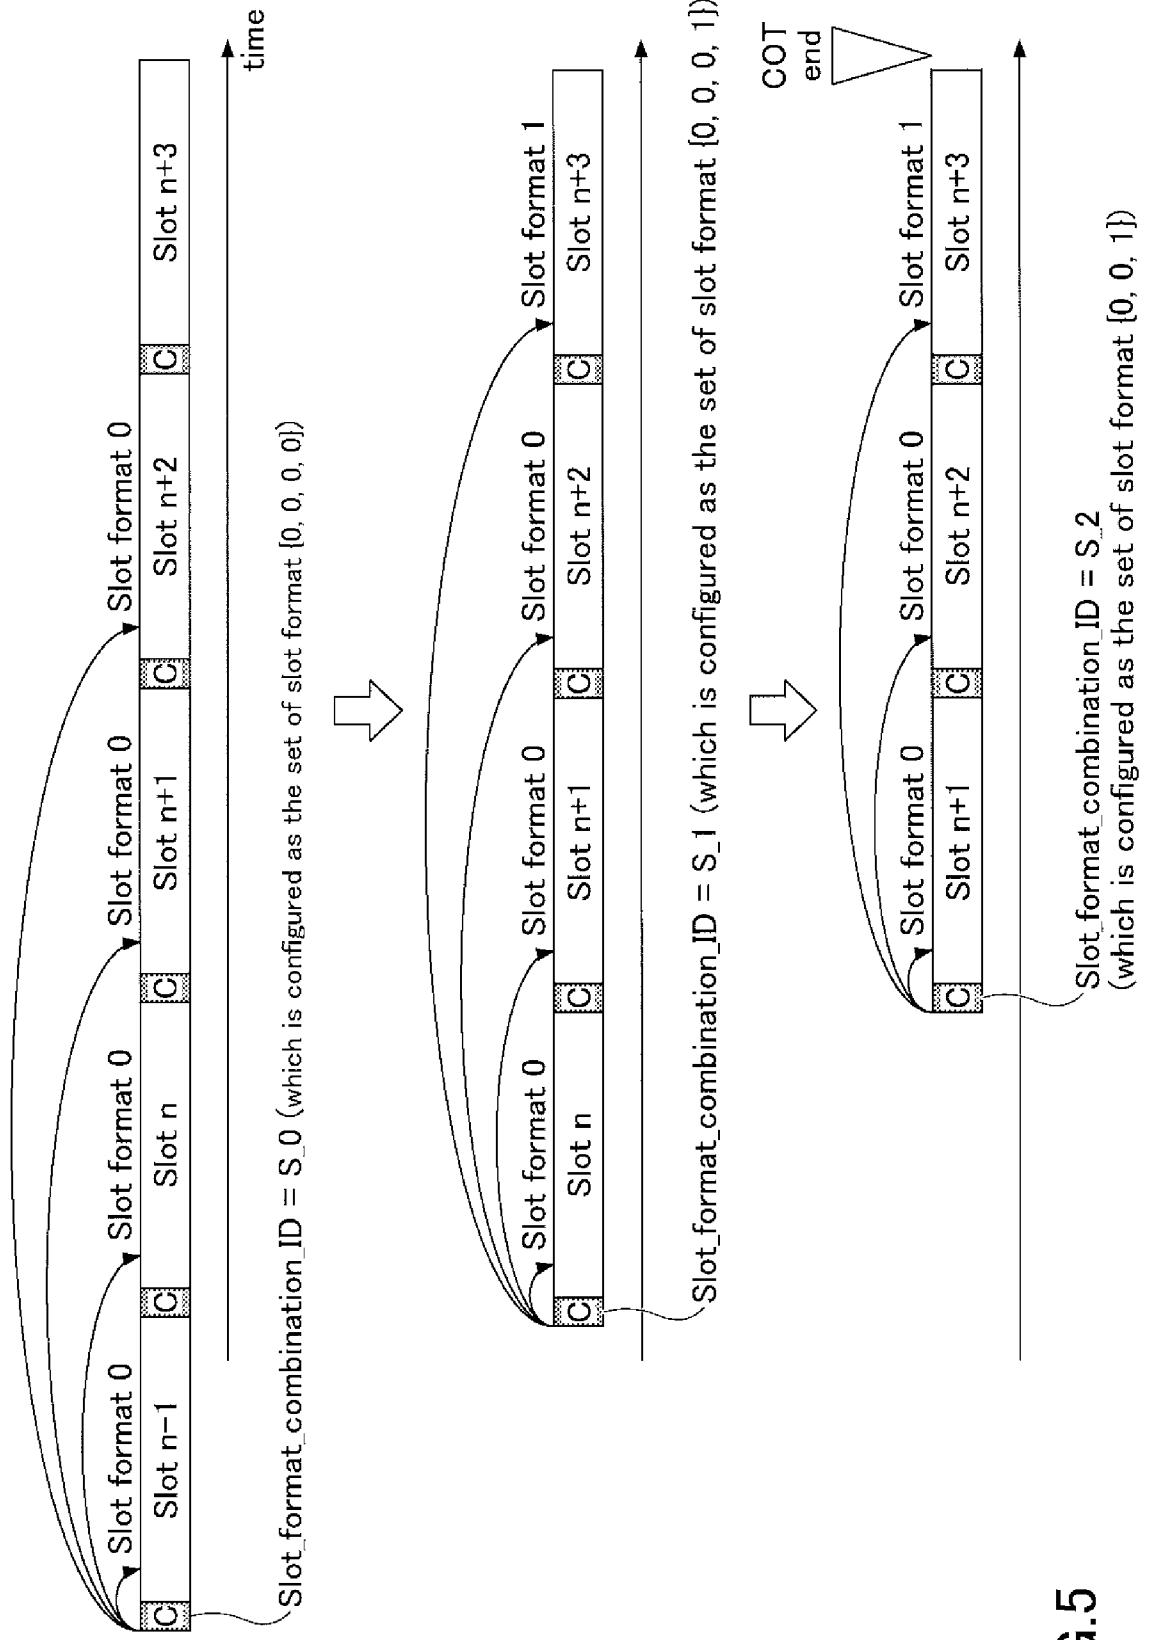 Slot format 0 Slot format 0 Slot format 0 Slot format 0
C Slot n-1 C Slot n C Slot n+1 C Slot n+2 C Slot n+3
time
Slot_format_combination_ID = S_0 (which is configured as the set of slot format {0, 0, 0, 0})
Slot format 0 Slot format 0 Slot format 0 Slot format 1
C Slot n C Slot n+1 C Slot n+2 C Slot n+3
Slot_format_combination_ID = S_1 (which is configured as the set of slot format {0, 0, 0, 1})
COT
end
Slot format 0 Slot format 0 Slot format 1
C Slot n+1 C Slot n+2 C Slot n+3
Slot_format_combination_ID = S_2
(which is configured as the set of slot format {0, 0, 1})
G.5